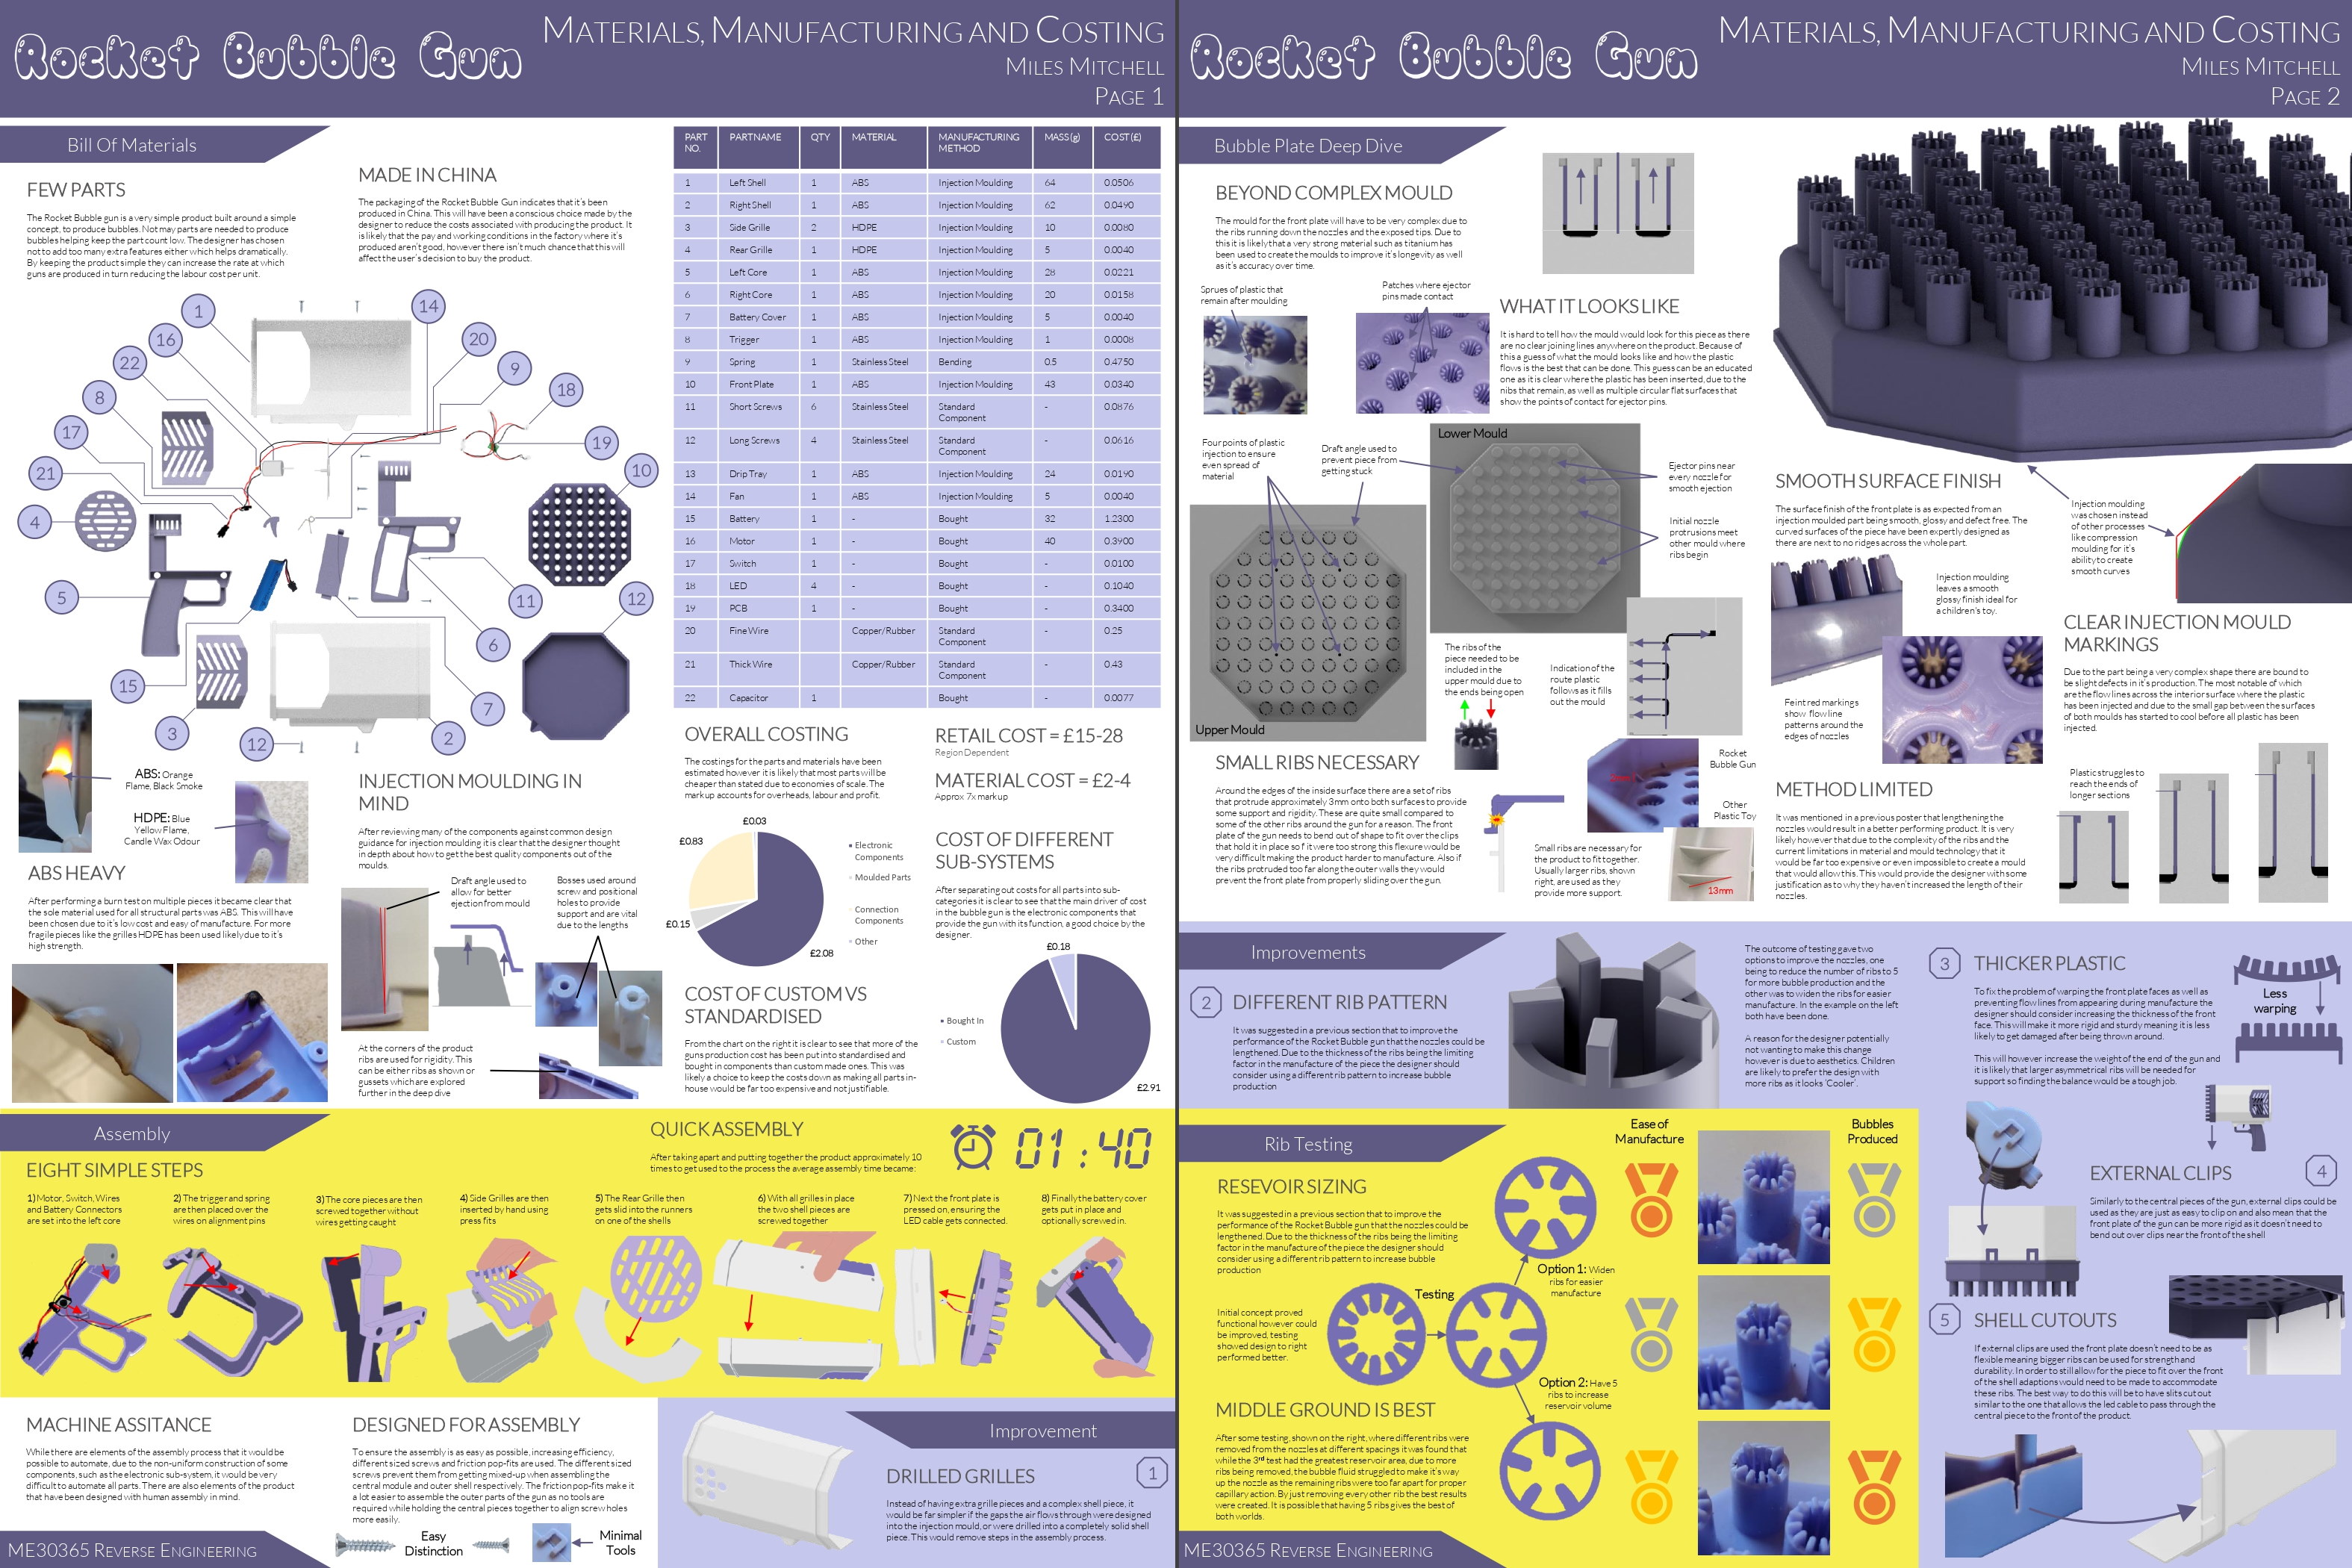 Rocket Bubble Gun
MATERIALS, MANUFACTURING AND COSTING
MILES MITCHELL
PAGE 1
Bill Of Materials
FEW PARTS
The Rocket Bubble gun is a very simple product built around a simple
concept, to produce bubbles. Not may parts are needed to produce
bubbles helping keep the part count low. The designer has chosen
not to add too many extra features either which helps dramatically.
By keeping the product simple they can increase the rate at which
guns are produced in turn reducing the labour cost per unit.
MADE IN CHINA
The packaging of the Rocket Bubble Gun indicates that it's been
produced in China. This will have been a conscious choice made by the
designer to reduce the costs associated with producing the product. It
is likely that the pay and working conditions in the factory where it's
produced aren't good, however there isn't much chance that this will
affect the user's decision to buy the product.
1
16
22
8
17
21
4
5
15
3
12
2
7
6
11
12
10
19
18
9
20
14
PART NO. PART NAME QTY MATERIAL MANUFACTURING METHOD MASS (g) COST (£)
1 Left Shell 1 ABS Injection Moulding 64 0.0506
2 Right Shell 1 ABS Injection Moulding 62 0.0490
3 Side Grille 2 HDPE Injection Moulding 10 0.0080
4 Rear Grille 1 HDPE Injection Moulding 5 0.0040
5 Left Core 1 ABS Injection Moulding 28 0.0221
6 Right Core 1 ABS Injection Moulding 20 0.0158
7 Battery Cover 1 ABS Injection Moulding 5 0.0040
8 Trigger 1 ABS Injection Moulding 1 0.0008
9 Spring 1 Stainless Steel Bending 0.5 0.4750
10 Front Plate 1 ABS Injection Moulding 43 0.0340
11 Short Screws 6 Stainless Steel Standard Component - 0.0876
12 Long Screws 4 Stainless Steel Standard Component - 0.0616
13 Drip Tray 1 ABS Injection Moulding 24 0.0190
14 Fan 1 ABS Injection Moulding 5 0.0040
15 Battery 1 - Bought 32 1.2300
16 Motor 1 - Bought 40 0.3900
17 Switch 1 - Bought - 0.0100
18 LED 4 - Bought - 0.1040
19 PCB 1 - Bought - 0.3400
20 Fine Wire Copper/Rubber Standard Component - 0.25
21 Thick Wire Copper/Rubber Standard Component - 0.43
22 Capacitor 1 Bought - 0.0077
ABS: Orange
Flame, Black Smoke
HDPE: Blue
Yellow Flame,
Candle Wax Odour
ABS HEAVY
After performing a burn test on multiple pieces it became clear that
the sole material used for all structural parts was ABS. This will have
been chosen due to it's low cost and easy of manufacture. For more
fragile pieces like the grilles HDPE has been used likely due to it's
high strength.
INJECTION MOULDING IN
MIND
After reviewing many of the components against common design
guidance for injection moulding it is clear that the designer thought
in depth about how to get the best quality components out of the
moulds.
Draft angle used to
allow for better
ejection from mould
Bosses used around
screw and positional
holes to provide
support and are vital
due to the lengths
At the corners of the product
ribs are used for rigidity. This
can be either ribs as shown or
gussets which are explored
further in the deep dive
OVERALL COSTING
The costings for the parts and materials have been
estimated however it is likely that most parts will be
cheaper than stated due to economies of scale. The
markup accounts for overheads, labour and profit.
RETAIL COST = £15-28
Region Dependent
MATERIAL COST = £2-4
Approx 7x markup
£0.03
£0.83
£0.15
£2.08
Electronic
Components
Moulded Parts
Connection
Components
Other
COST OF DIFFERENT
SUB-SYSTEMS
After separating out costs for all parts into sub-
categories it is clear to see that the main driver of cost
in the bubble gun is the electronic components that
provide the gun with its function, a good choice by the
designer.
COST OF CUSTOM VS
STANDARDISED
From the chart on the right it is clear to see that more of the
guns production cost has been put into standardised and
bought in components than custom made ones. This was
likely a choice to keep the costs down as making all parts in-
house would be far too expensive and not justifiable.
£0.18
Bought In
Custom
£2.91
Assembly
EIGHT SIMPLE STEPS
QUICK ASSEMBLY
After taking apart and putting together the product approximately 10
times to get used to the process the average assembly time became:
01:40
1) Motor, Switch, Wires
and Battery Connectors
are set into the left core
2) The trigger and spring
are then placed over the
wires on alignment pins
3) The core pieces are then
screwed together without
wires getting caught
4) Side Grilles are then
inserted by hand using
press fits
5) The Rear Grille then
gets slid into the runners
on one of the shells
6) With all grilles in place
the two shell pieces are
screwed together
7) Next the front plate is
pressed on, ensuring the
LED cable gets connected.
8) Finally the battery cover
gets put in place and
optionally screwed in.
MACHINE ASSITANCE
While there are elements of the assembly process that it would be
possible to automate, due to the non-uniform construction of some
components, such as the electronic sub-system, it would be very
difficult to automate all parts. There are also elements of the product
that have been designed with human assembly in mind.
DESIGNED FOR ASSEMBLY
To ensure the assembly is as easy as possible, increasing efficiency,
different sized screws and friction pop-fits are used. The different sized
screws prevent them from getting mixed-up when assembling the
central module and outer shell respectively. The friction pop-fits make it
a lot easier to assemble the outer parts of the gun as no tools are
required while holding the central pieces together to align screw holes
more easily.
Easy
Distinction
Minimal
Tools
Improvement
DRILLED GRILLES
1
Instead of having extra grille pieces and a complex shell piece, it
would be far simpler if the gaps the air flows through were designed
into the injection mould, or were drilled into a completely solid shell
piece. This would remove steps in the assembly process.
ME30365 REVERSE ENGINEERING
Rocket Bubble Gun
MATERIALS, MANUFACTURING AND COSTING
MILES MITCHELL
PAGE 2
Bubble Plate Deep Dive
BEYOND COMPLEX MOULD
The mould for the front plate will have to be very complex due to
the ribs running down the nozzles and the exposed tips. Due to
this it is likely that a very strong material such as titanium has
been used to create the moulds to improve it's longevity as well
as it's accuracy over time.
Sprues of plastic that
remain after moulding
Patches where ejector
pins made contact
WHAT IT LOOKS LIKE
It is hard to tell how the mould would look for this piece as there
are no clear joining lines anywhere on the product. Because of
this a guess of what the mould looks like and how the plastic
flows is the best that can be done. This guess can be an educated
one as it is clear where the plastic has been inserted, due to the
nibs that remain, as well as multiple circular flat surfaces that
show the points of contact for ejector pins.
Four points of plastic
injection to ensure
even spread of
material
Draft angle used to
prevent piece from
getting stuck
Lower Mould
Ejector pins near
every nozzle for
smooth ejection
Initial nozzle
protrusions meet
other mould where
ribs begin
Upper Mould
The ribs of the
piece needed to be
included in the
upper mould due to
the ends being open
Indication of the
route plastic
follows as it fills
out the mould
SMOOTH SURFACE FINISH
The surface finish of the front plate is as expected from an
injection moulded part being smooth, glossy and defect free. The
curved surfaces of the piece have been expertly designed as
there are next to no ridges across the whole part.
Injection moulding
was chosen instead
of other processes
like compression
moulding for it's
ability to create
smooth curves
Injection moulding
leaves a smooth
glossy finish ideal for
a children's toy.
CLEAR INJECTION MOULD
MARKINGS
Due to the part being a very complex shape there are bound to
be slight defects in it's production. The most notable of which
are the flow lines across the interior surface where the plastic
has been injected and due to the small gap between the surfaces
of both moulds has started to cool before all plastic has been
injected.
Feint red markings
show flow line
patterns around the
edges of nozzles
SMALL RIBS NECESSARY
Around the edges of the inside surface there are a set of ribs
that protrude approximately 3mm onto both surfaces to provide
some support and rigidity. These are quite small compared to
some of the other ribs around the gun for a reason. The front
plate of the gun needs to bend out of shape to fit over the clips
that hold it in place so if it were too strong this flexure would be
very difficult making the product harder to manufacture. Also if
the ribs protruded too far along the outer walls they would
prevent the front plate from properly sliding over the gun.
Rocket
Bubble Gun
Other
Plastic Toy
13mm
Small ribs are necessary for
the product to fit together.
Usually larger ribs, shown
right, are used as they
provide more support.
METHOD LIMITED
It was mentioned in a previous poster that lengthening the
nozzles would result in a better performing product. It is very
likely however that due to the complexity of the ribs and the
current limitations in material and mould technology that it
would be far too expensive or even impossible to create a mould
that would allow this. This would provide the designer with some
justification as to why they haven't increased the length of their
nozzles.
Plastic struggles to
reach the ends of
longer sections
Improvements
2
DIFFERENT RIB PATTERN
It was suggested in a previous section that to improve the
performance of the Rocket Bubble gun that the nozzles could be
lengthened. Due to the thickness of the ribs being the limiting
factor in the manufacture of the piece the designer should
consider using a different rib pattern to increase bubble
production
The outcome of testing gave two
options to improve the nozzles, one
being to reduce the number of ribs to 5
for more bubble production and the
other was to widen the ribs for easier
manufacture. In the example on the left
both have been done.
A reason for the designer potentially
not wanting to make this change
however is due to aesthetics. Children
are likely to prefer the design with
more ribs as it looks 'Cooler'.
3
THICKER PLASTIC
To fix the problem of warping the front plate faces as well as
preventing flow lines from appearing during manufacture the
designer should consider increasing the thickness of the front
face. This will make it more rigid and sturdy meaning it is less
likely to get damaged after being thrown around.
This will however increase the weight of the end of the gun and
it is likely that larger asymmetrical ribs will be needed for
support so finding the balance would be a tough job.
Less
warping
Rib Testing
RESEVOIR SIZING
It was suggested in a previous section that to improve the
performance of the Rocket Bubble gun that the nozzles could be
lengthened. Due to the thickness of the ribs being the limiting
factor in the manufacture of the piece the designer should
consider using a different rib pattern to increase bubble
production
Initial concept proved
functional however could
be improved, testing
showed design to right
performed better.
Testing
Option 1: Widen
ribs for easier
manufacture
Option 2: Have 5
ribs to increase
reservoir volume
Ease of
Manufacture
Bubbles
Produced
MIDDLE GROUND IS BEST
After some testing, shown on the right, where different ribs were
removed from the nozzles at different spacings it was found that
while the 3rd test had the greatest reservoir area, due to more
ribs being removed, the bubble fluid struggled to make it's way
up the nozzle as the remaining ribs were too far apart for proper
capillary action. By just removing every other rib the best results
were created. It is possible that having 5 ribs gives the best of
both worlds.
EXTERNAL CLIPS
4
Similarly to the central pieces of the gun, external clips could be
used as they are just as easy to clip on and also mean that the
front plate of the gun can be more rigid as it doesn't need to
bend out over clips near the front of the shell
5
SHELL CUTOUTS
If external clips are used the front plate doesn't need to be as
flexible meaning bigger ribs can be used for strength and
durability. In order to still allow for the piece to fit over the front
of the shell adaptions would need to be made to accommodate
these ribs. The best way to do this will be to have slits cut out
similar to the one that allows the led cable to pass through the
central piece to the front of the product.
ME30365 REVERSE ENGINEERING